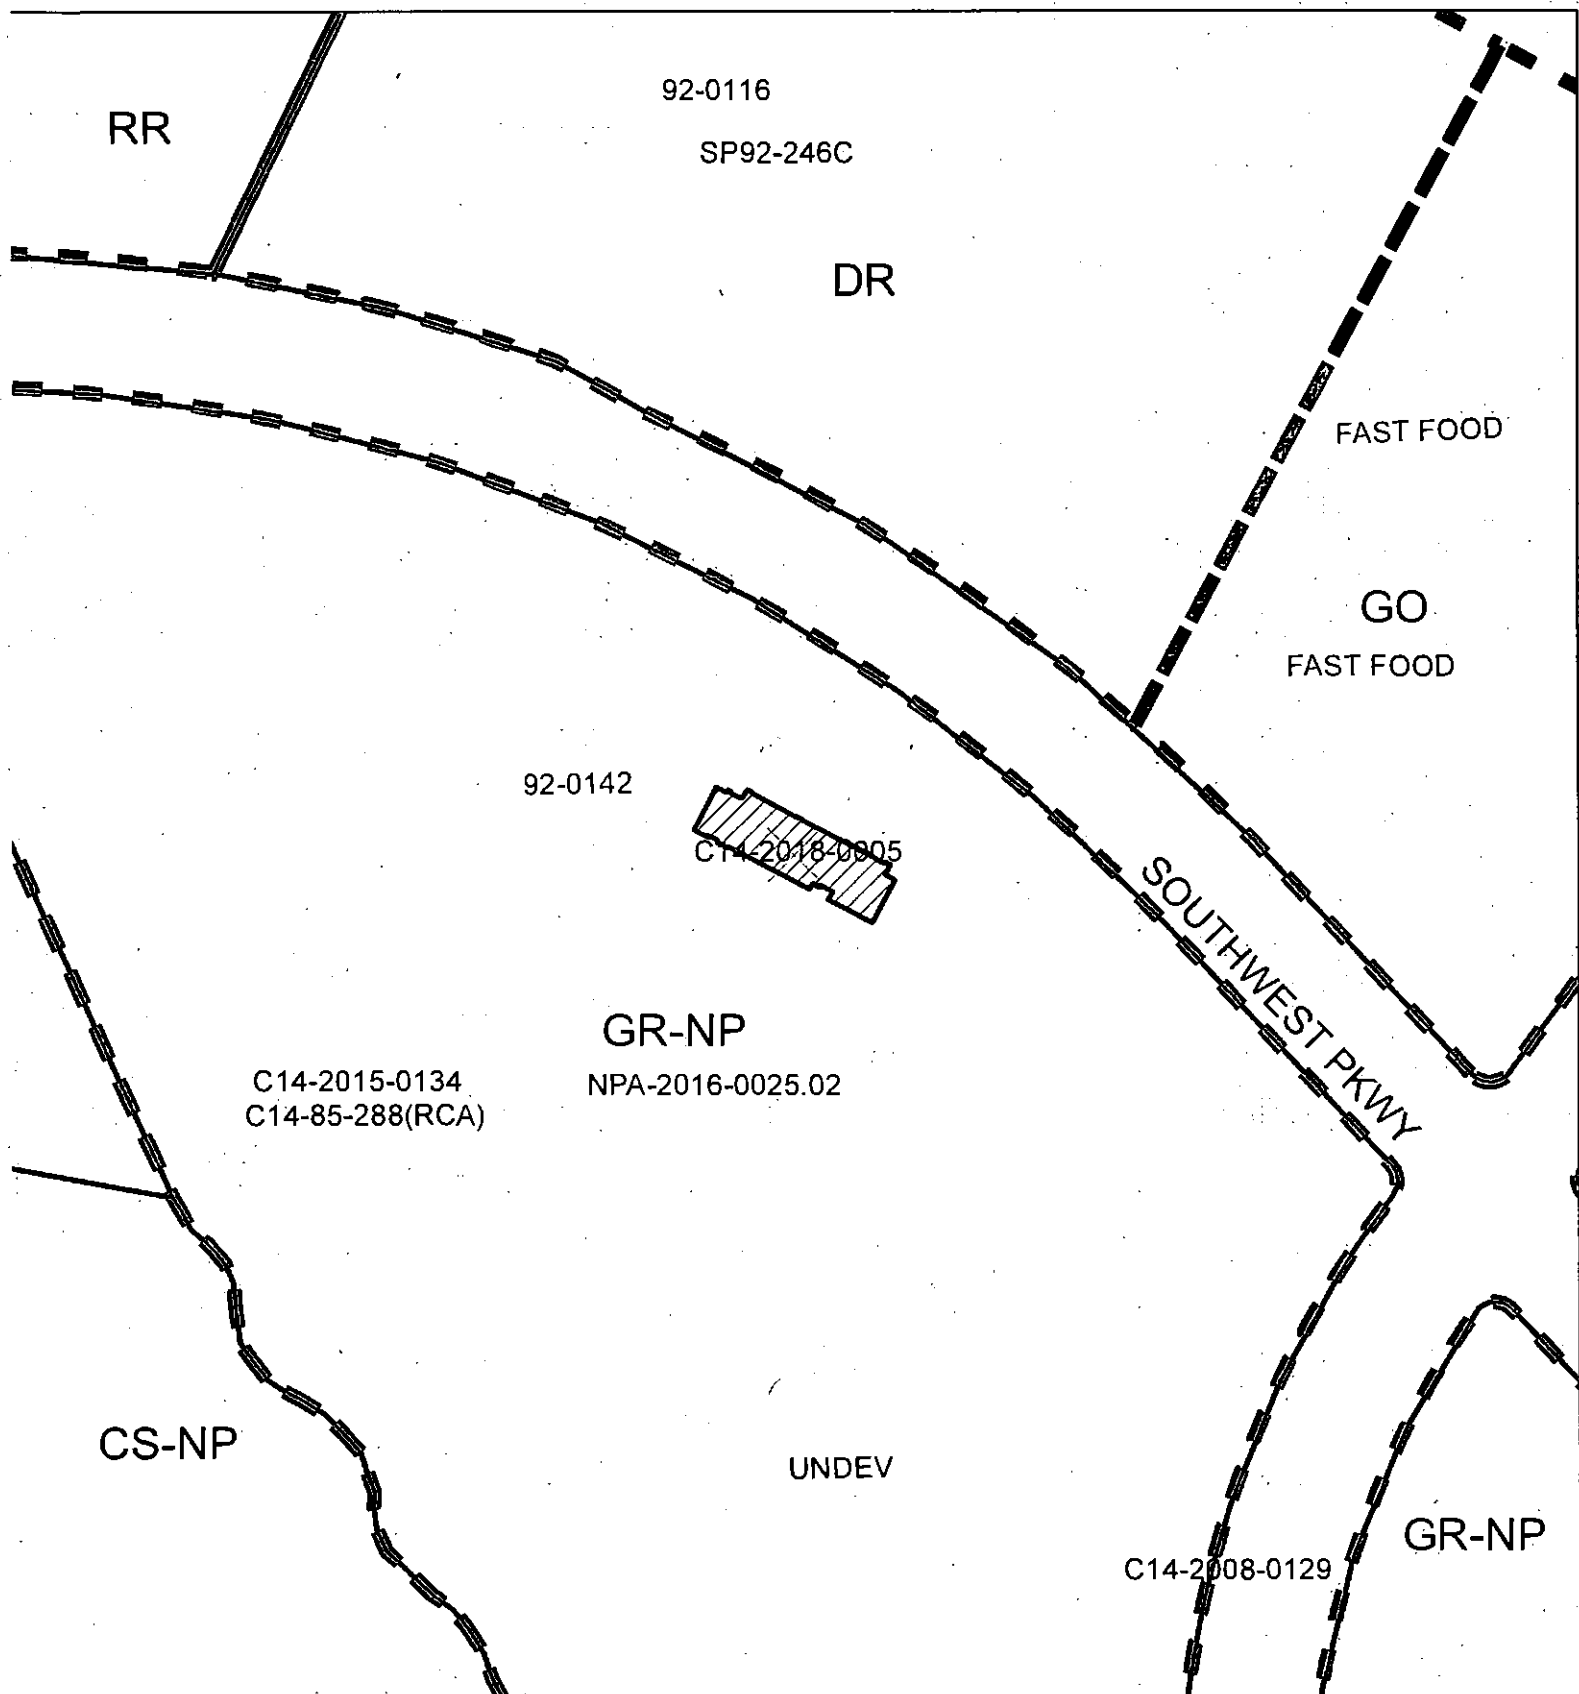 92-0116
RR
SP92-246C
DR
FAST FOOD
GO
FAST FOOD
92-0142
C14-2018-0005
SOUTHWEST PKWY
GR-NP
C14-2015-0134
NPA-2016-0025.02
C14-85-288(RCA)
CS-NP
UNDEV
GR-NP
C14-2008-0129